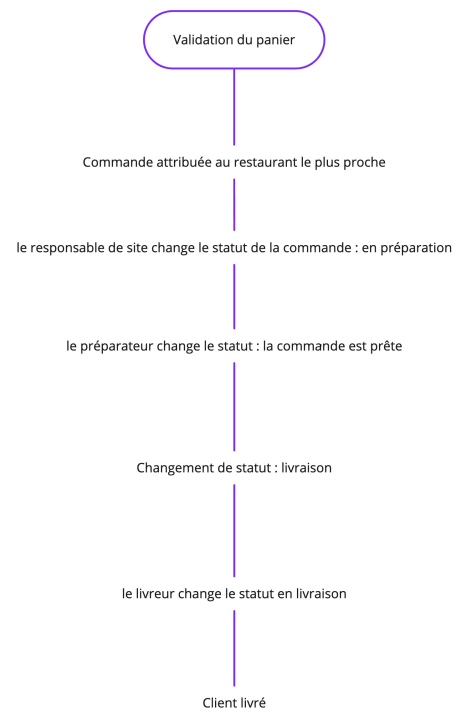 Validation du panier
Commande attribuée au restaurant le plus proche
le responsable de site change le statut de la commande : en préparation
le préparateur change le statut : la commande est prête
Changement de statut : livraison
le livreur change le statut en livraison
Client livré